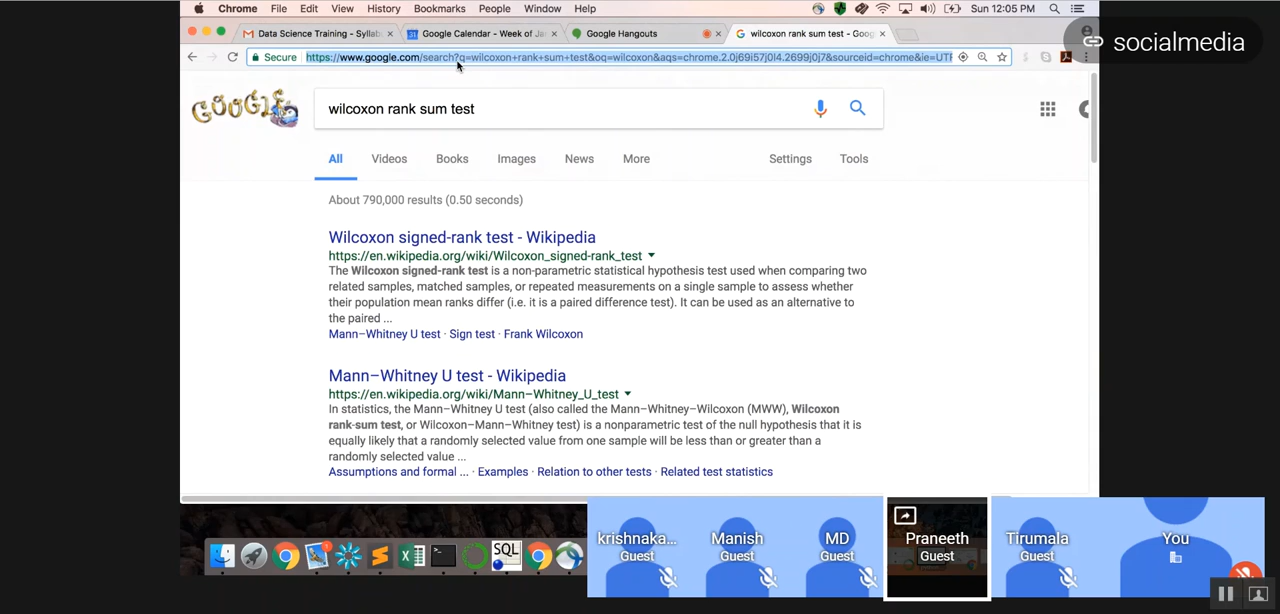 Chrome File Edit View History Bookmarks People Window Help Sun 12:05 PM
Data Science Training - Syllab Google Calendar - Week of Ja Google Hangouts wilcoxon rank sum test - Goog
Secure https://www.google.com/search?q=wilcoxon+rank+sum+test&oq=wilcoxon&aqs=chrome.2.0j69i57j0l4.2699j0j7&sourceid=chrome&ie=UTF
socialmedia
GOOGLE wilcoxon rank sum test
All Videos Books Images News More Settings Tools
About 790,000 results (0.50 seconds)
Wilcoxon signed-rank test - Wikipedia
https://en.wikipedia.org/wiki/Wilcoxon_signed-rank_test
The Wilcoxon signed-rank test is a non-parametric statistical hypothesis test used when comparing two
related samples, matched samples, or repeated measurements on a single sample to assess whether
their population mean ranks differ (i.e. it is a paired difference test). It can be used as an alternative to
the paired ...
Mann–Whitney U test · Sign test · Frank Wilcoxon
Mann–Whitney U test - Wikipedia
https://en.wikipedia.org/wiki/Mann–Whitney_U_test
In statistics, the Mann–Whitney U test (also called the Mann–Whitney–Wilcoxon (MWW), Wilcoxon
rank-sum test, or Wilcoxon–Mann–Whitney test) is a nonparametric test of the null hypothesis that it is
equally likely that a randomly selected value from one sample will be less than or greater than a
randomly selected value ...
Assumptions and formal ... · Examples · Relation to other tests · Related test statistics
SQL
krishnaka... Manish MD Praneeth Tirumala You
Guest Guest Guest Guest Guest